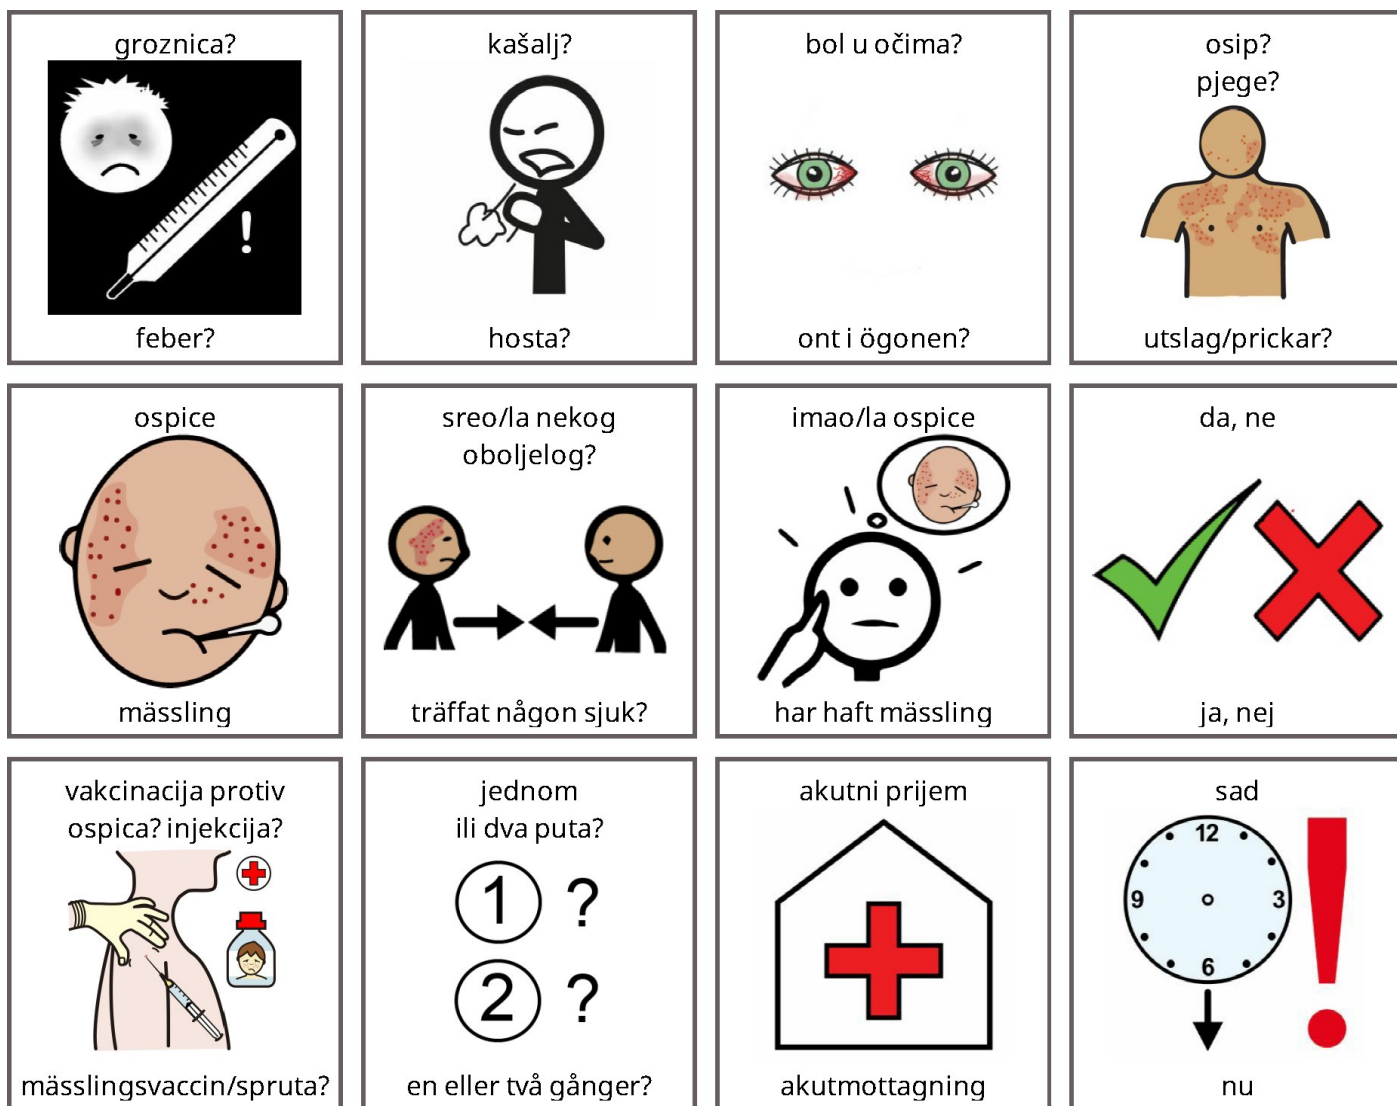 groznica?
feber?
kašalj?
hosta?
bol u očima?
ont i ögonen?
osip?
pjege?
utslag/prickar?
ospice
mässling
sreo/la nekog
oboljelog?
träffat någon sjuk?
imao/la ospice
har haft mässling
da, ne
ja, nej
vakcinacija protiv
ospica? injekcija?
mässlingsvaccin/spruta?
jednom
ili dva puta?
1 ?
2 ?
en eller två gånger?
akutni prijem
akutmottagning
sad
12
9 3
6
nu